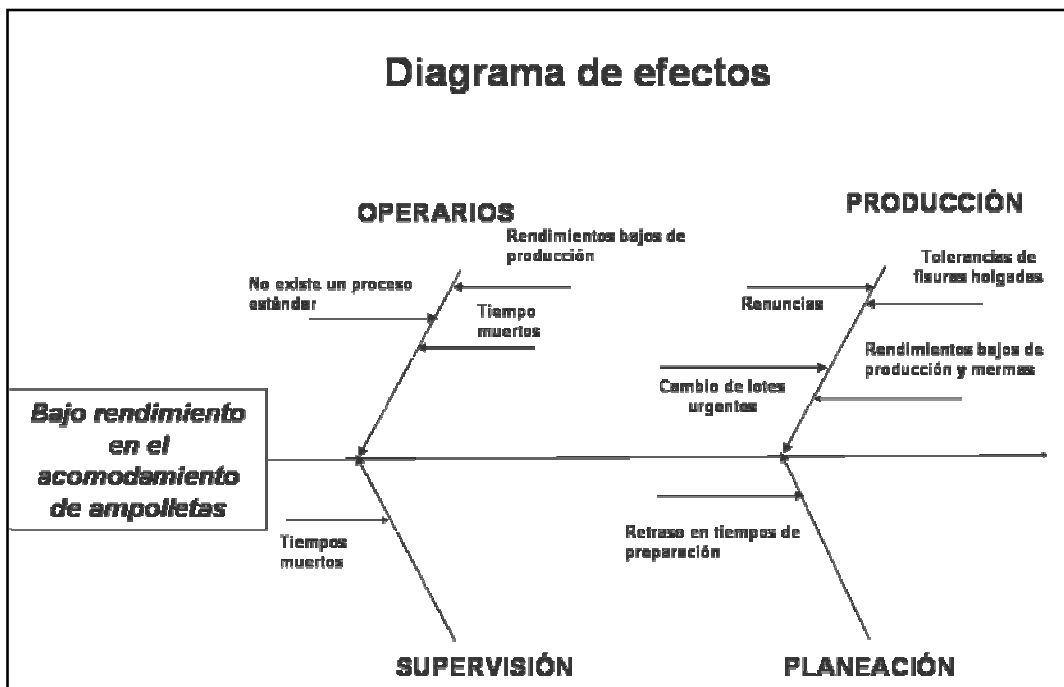 Diagrama de efectos
OPERARIOS
PRODUCCIÓN
Rendimientos bajos de
producción
No existe un proceso
estándar
Tiempo
muertos
Tolerancias de
fisuras holgadas
Renuncias
Rendimientos bajos de
producción y mermas
Cambio de lotes
urgentes
Bajo rendimiento
en el
acomodamiento
de ampolletas
Tiempos
muertos
Retraso en tiempos de
preparación
SUPERVISIÓN
PLANEACIÓN